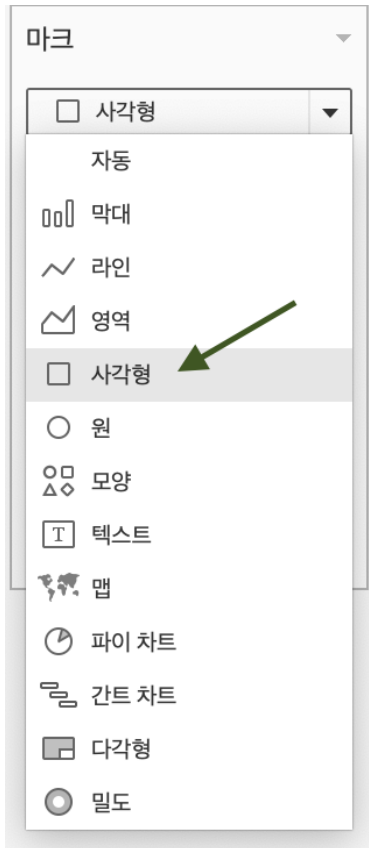 마크
사각형
자동
막대
라인
영역
사각형
원
모양
T 텍스트
맵
파이 차트
간트 차트
다각형
밀도